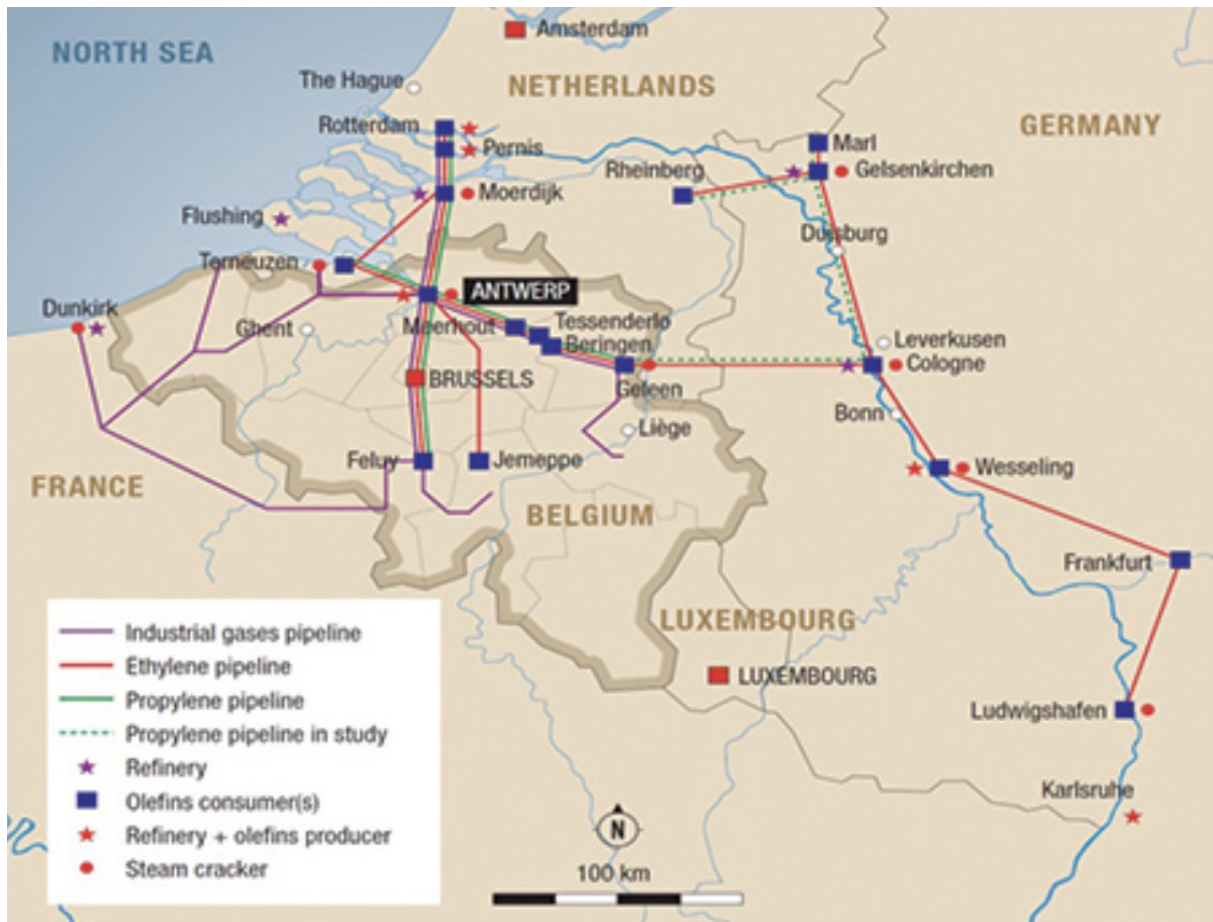 NORTH SEA
Amsterdam
The Hague
NETHERLANDS
GERMANY
Rotterdam
Pernis
Marl
Rheinberg
Gelsenkirchen
Moerdijk
Flushing
Duisburg
Terneuzen
ANTWERP
Dunkirk
Ghent
Meerhout
Tessenderlo
Beringen
Leverkusen
Cologne
BRUSSELS
Geleen
Bonn
Liège
Feluy
Jemeppe
Wesseling
FRANCE
BELGIUM
Frankfurt
LUXEMBOURG
LUXEMBOURG
Ludwigshafen
Karlsruhe
Industrial gases pipeline
Ethylene pipeline
Propylene pipeline
Propylene pipeline in study
Refinery
Olefins consumer(s)
Refinery + olefins producer
Steam cracker
N
100 km